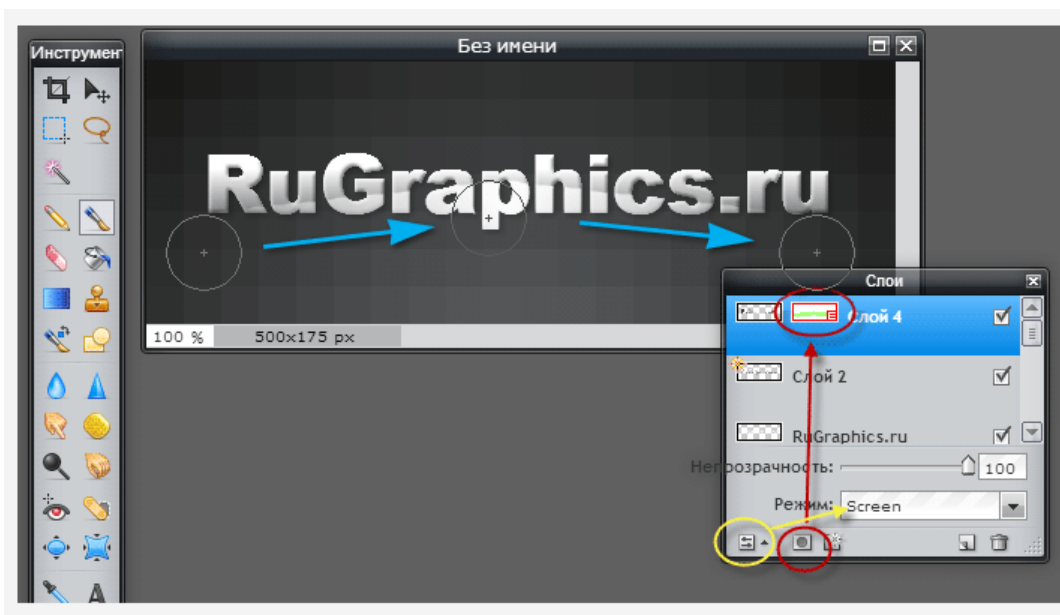 Инструмент
Без имени
RuGraphics.ru
100 %
500x175 px
Слои
Слой 4
Слой 2
RuGraphics.ru
Непрозрачность:
100
Режим:
Screen
A